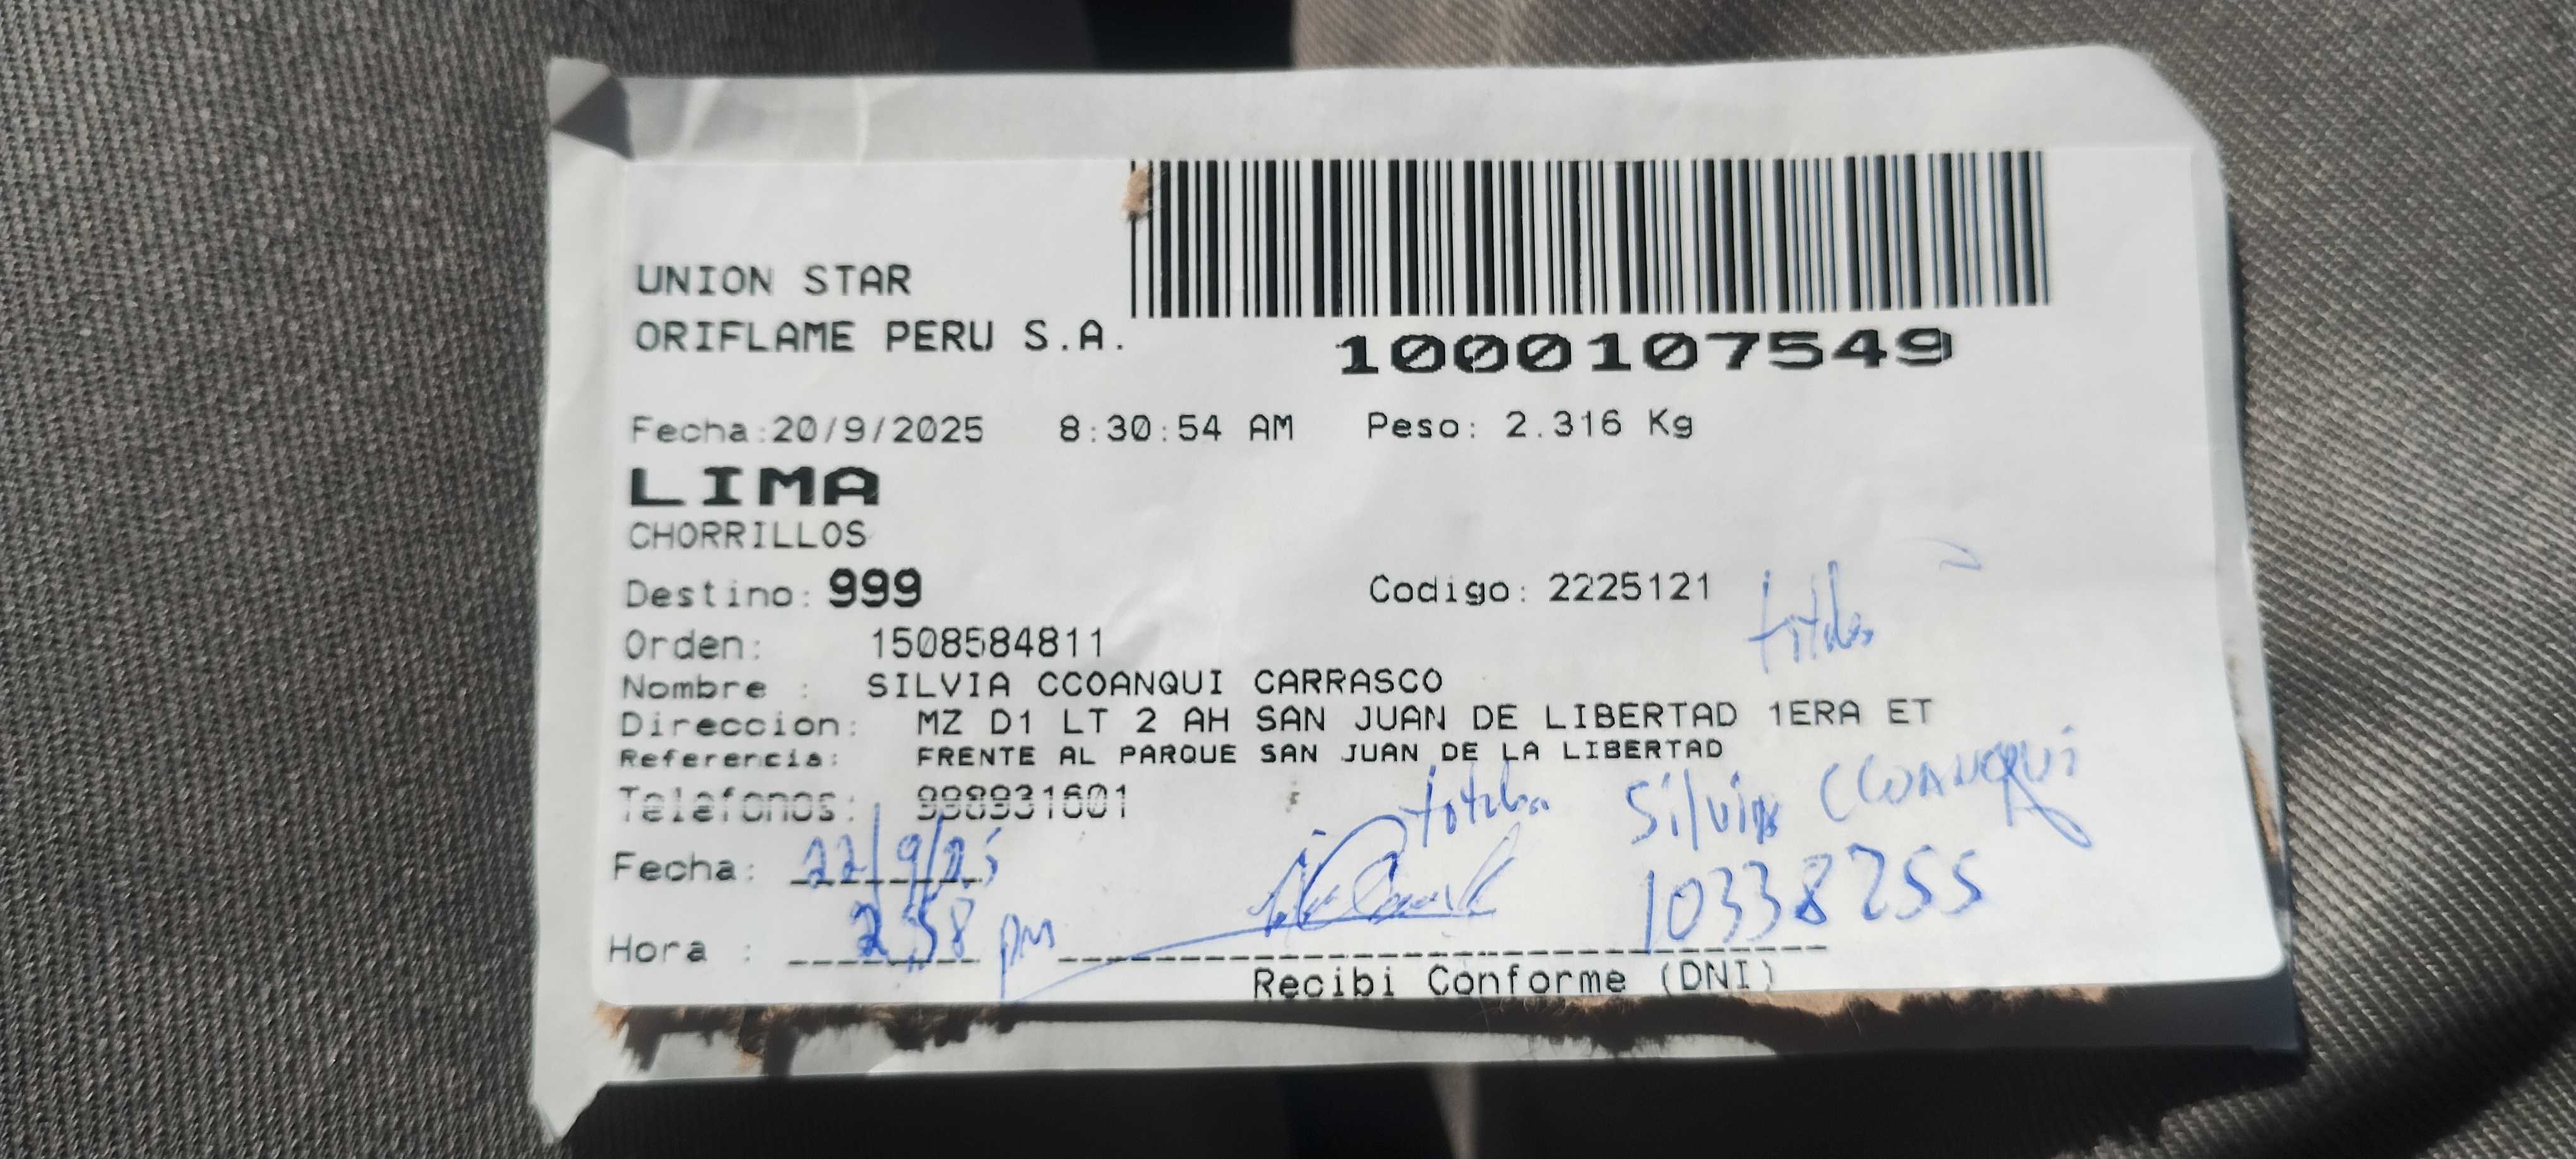 UNION STAR
ORIFLAME PERU S.A.
1000107549
Fecha:20/9/2025 8:30:54 AM Peso: 2.316 Kg
LIMA
CHORRILLOS
Destino: 999 Codigo: 2225121
Orden: 1508584811
Nombre : SILVIA CCOANQUI CARRASCO
Direccion: MZ D1 LT 2 AH SAN JUAN DE LIBERTAD 1ERA ET
Referencia: FRENTE AL PARQUE SAN JUAN DE LA LIBERTAD
Telefonos: 998931601
Silvia CCOANQUI
Fecha: 22/9/25
10338255
Hora : 2:58 pm
Recibi Conforme (DNI)